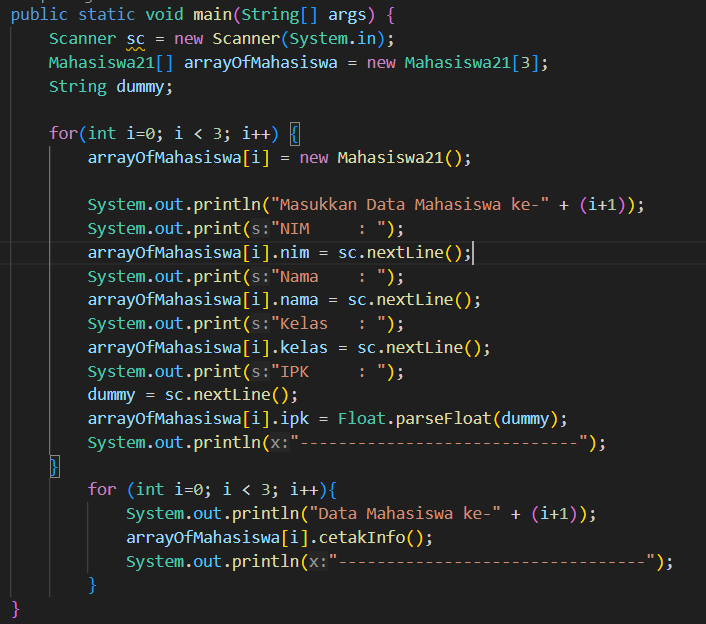 public static void main(String[] args) {
    Scanner sc = new Scanner(System.in);
    Mahasiswa21[] arrayOfMahasiswa = new Mahasiswa21[3];
    String dummy;
    for(int i=0; i < 3; i++) {
        arrayOfMahasiswa[i] = new Mahasiswa21();
        System.out.println("Masukkan Data Mahasiswa ke-" + (i+1));
        System.out.print(s:"NIM     : ");
        arrayOfMahasiswa[i].nim = sc.nextLine();
        System.out.print(s:"Nama    : ");
        arrayOfMahasiswa[i].nama = sc.nextLine();
        System.out.print(s:"Kelas   : ");
        arrayOfMahasiswa[i].kelas = sc.nextLine();
        System.out.print(s:"IPK     : ");
        dummy = sc.nextLine();
        arrayOfMahasiswa[i].ipk = Float.parseFloat(dummy);
        System.out.println(x:"-----------------------------");
    }
        for (int i=0; i < 3; i++){
            System.out.println("Data Mahasiswa ke-" + (i+1));
            arrayOfMahasiswa[i].cetakInfo();
            System.out.println(x:"--------------------------------");
        }
}